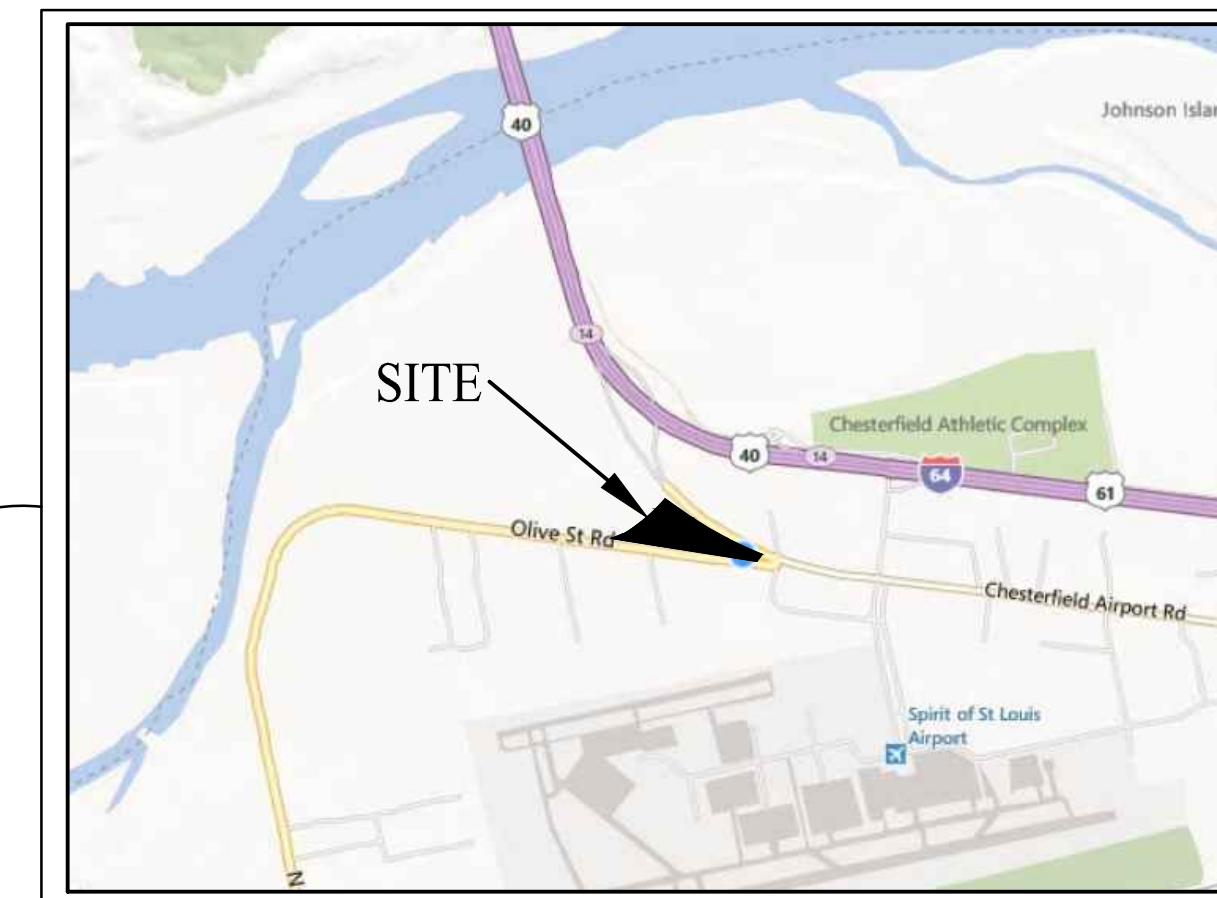 40
Johnson Islan
14
SITE
Chesterfield Athletic Complex
40
14
64
61
Olive St Rd
Chesterfield Airport Rd
Spirit of St Louis
Airport
N